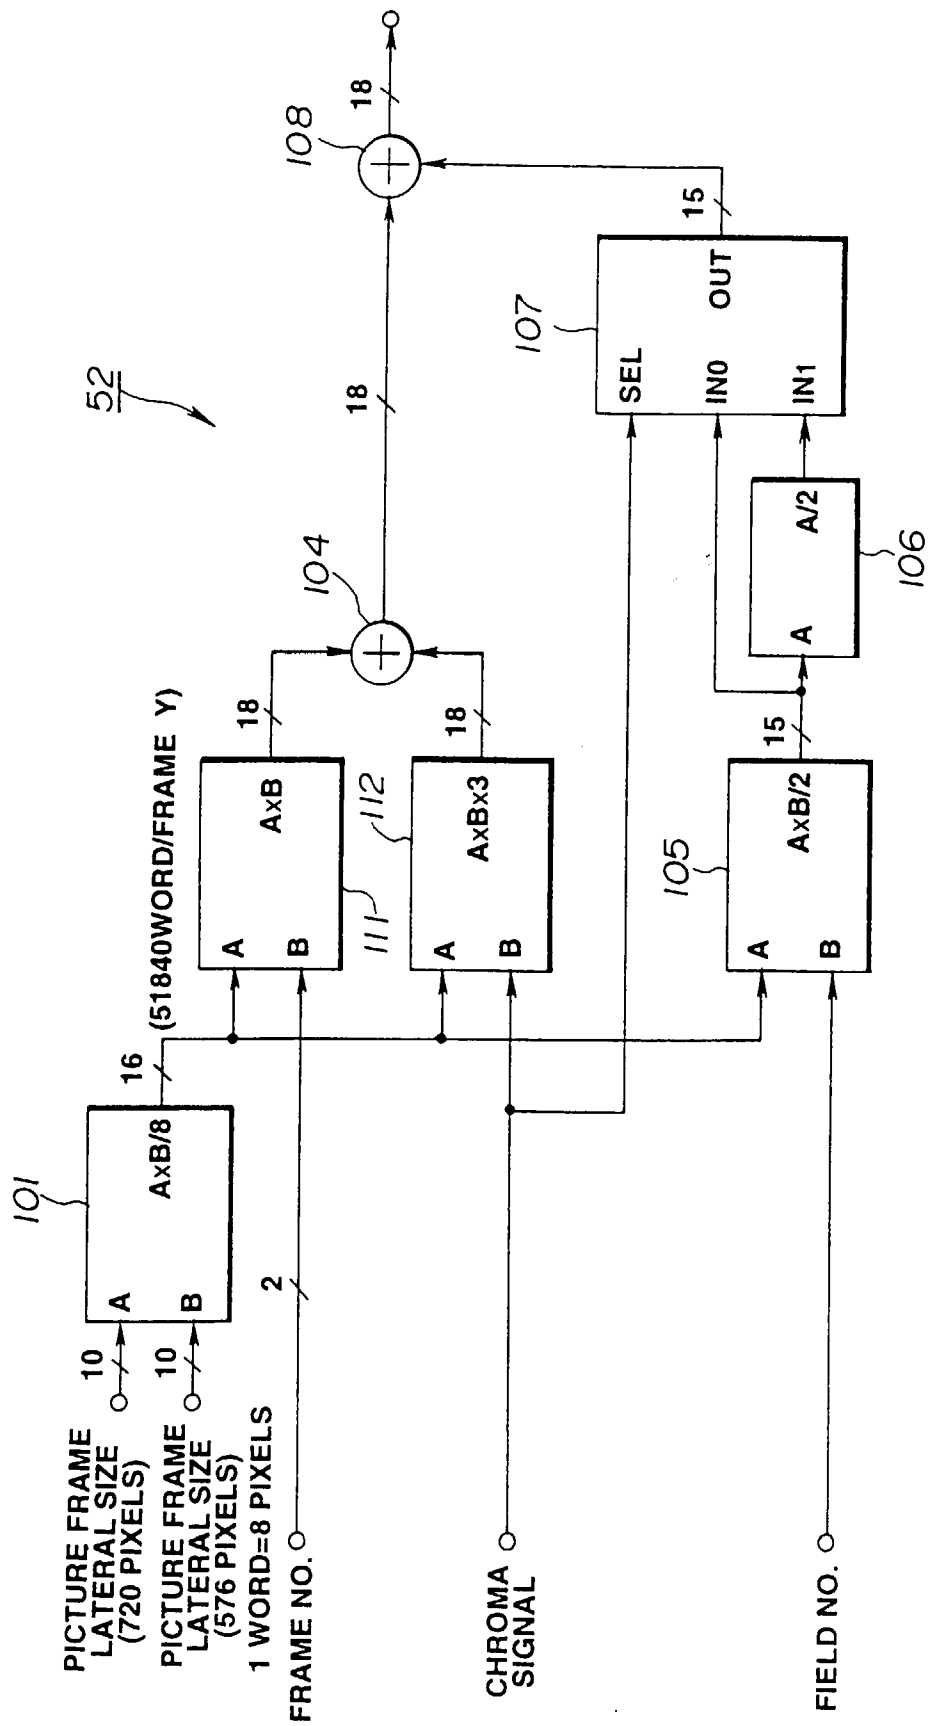 52
PICTURE FRAME
LATERAL SIZE
(720 PIXELS)
PICTURE FRAME
LATERAL SIZE
(576 PIXELS)
1 WORD=8 PIXELS
FRAME NO.
CHROMA
SIGNAL
FIELD NO.
10
10
2
101
A
B
AxB/8
16
(51840WORD/FRAME Y)
A
B
AxB
111
18
A
B
AxBx3
112
18
104
18
105
A
B
AxB/2
15
A
A/2
106
107
SEL
IN0
IN1
OUT
15
108
18